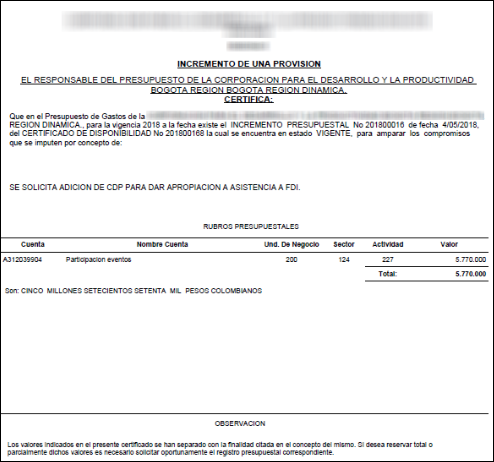 INCREMENTO DE UNA PROVISION
EL RESPONSABLE DEL PRESUPUESTO DE LA CORPORACION PARA EL DESARROLLO Y LA PRODUCTIVIDAD
BOGOTA REGION BOGOTA REGION DINAMICA.
CERTIFICA:
Que en el Presupuesto de Gastos de la
REGION DINAMICA., para la vigencia 2018 a la fecha existe el INCREMENTO PRESUPUESTAL No 201800016 de fecha 4/05/2018,
del CERTIFICADO DE DISPONIBILIDAD No 201800168 la cual se encuentra en estado VIGENTE, para amparar los compromisos
que se imputen por concepto de:
SE SOLICITA ADICION DE CDP PARA DAR APROPIACION A ASISTENCIA A FDI.
RUBROS PRESUPUESTALES
Cuenta Nombre Cuenta Und. De Negocio Sector Actividad Valor
A312039904 Participacion eventos 200 124 227 5.770.000
Total: 5.770.000
Son: CINCO MILLONES SETECIENTOS SETENTA MIL PESOS COLOMBIANOS
OBSERVACION
Los valores indicados en el presente certificado se han separado con la finalidad citada en el concepto del mismo. Si desea reservar total o
parcialmente dichos valores es necesario solicitar oportunamente el registro presupuestal correspondiente.